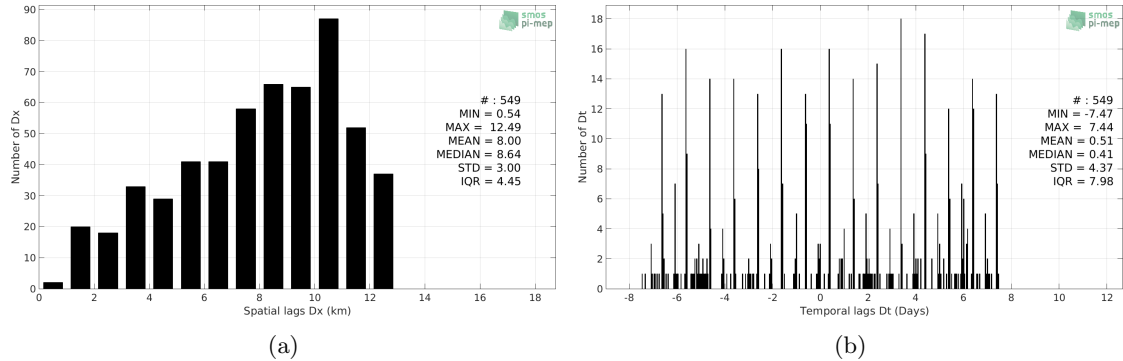 smos
pi-mep
90
80
70
60
50
40
30
20
10
0
Number of Dx
# : 549
MIN = 0.54
MAX = 12.49
MEAN = 8.00
MEDIAN = 8.64
STD = 3.00
IQR = 4.45
0 2 4 6 8 10 12 14 16 18
Spatial lags Dx (km)
(a)
smos
pi-mep
18
16
14
12
10
8
6
4
2
0
Number of Dt
# : 549
MIN = -7.47
MAX = 7.44
MEAN = 0.51
MEDIAN = 0.41
STD = 4.37
IQR = 7.98
-8 -6 -4 -2 0 2 4 6 8 10 12
Temporal lags Dt (Days)
(b)